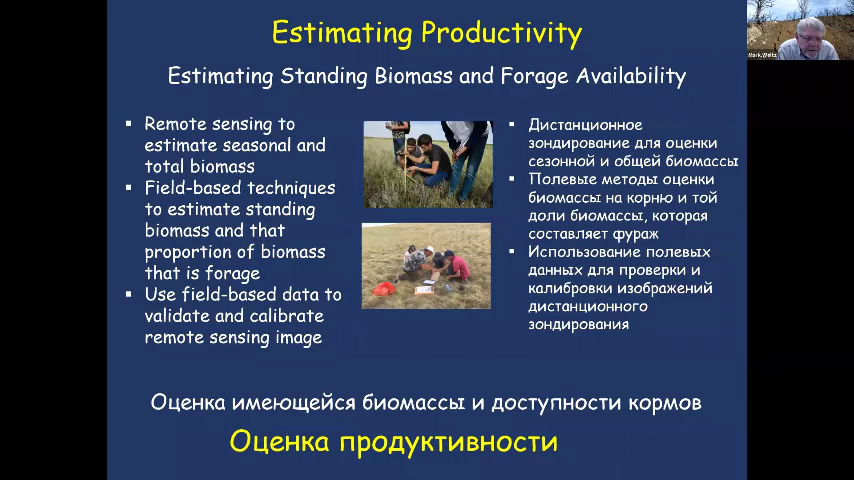 Estimating Productivity
Estimating Standing Biomass and Forage Availability
▪ Remote sensing to
estimate seasonal and
total biomass
▪ Field-based techniques
to estimate standing
biomass and that
proportion of biomass
that is forage
▪ Use field-based data to
validate and calibrate
remote sensing image
▪ Дистанционное
зондирование для оценки
сезонной и общей биомассы
▪ Полевые методы оценки
биомассы на корню и той
доли биомассы, которая
составляет фураж
▪ Использование полевых
данных для проверки и
калибровки изображений
дистанционного
зондирования
Оценка имеющейся биомассы и доступности кормов
Оценка продуктивности
Mark.Weltz